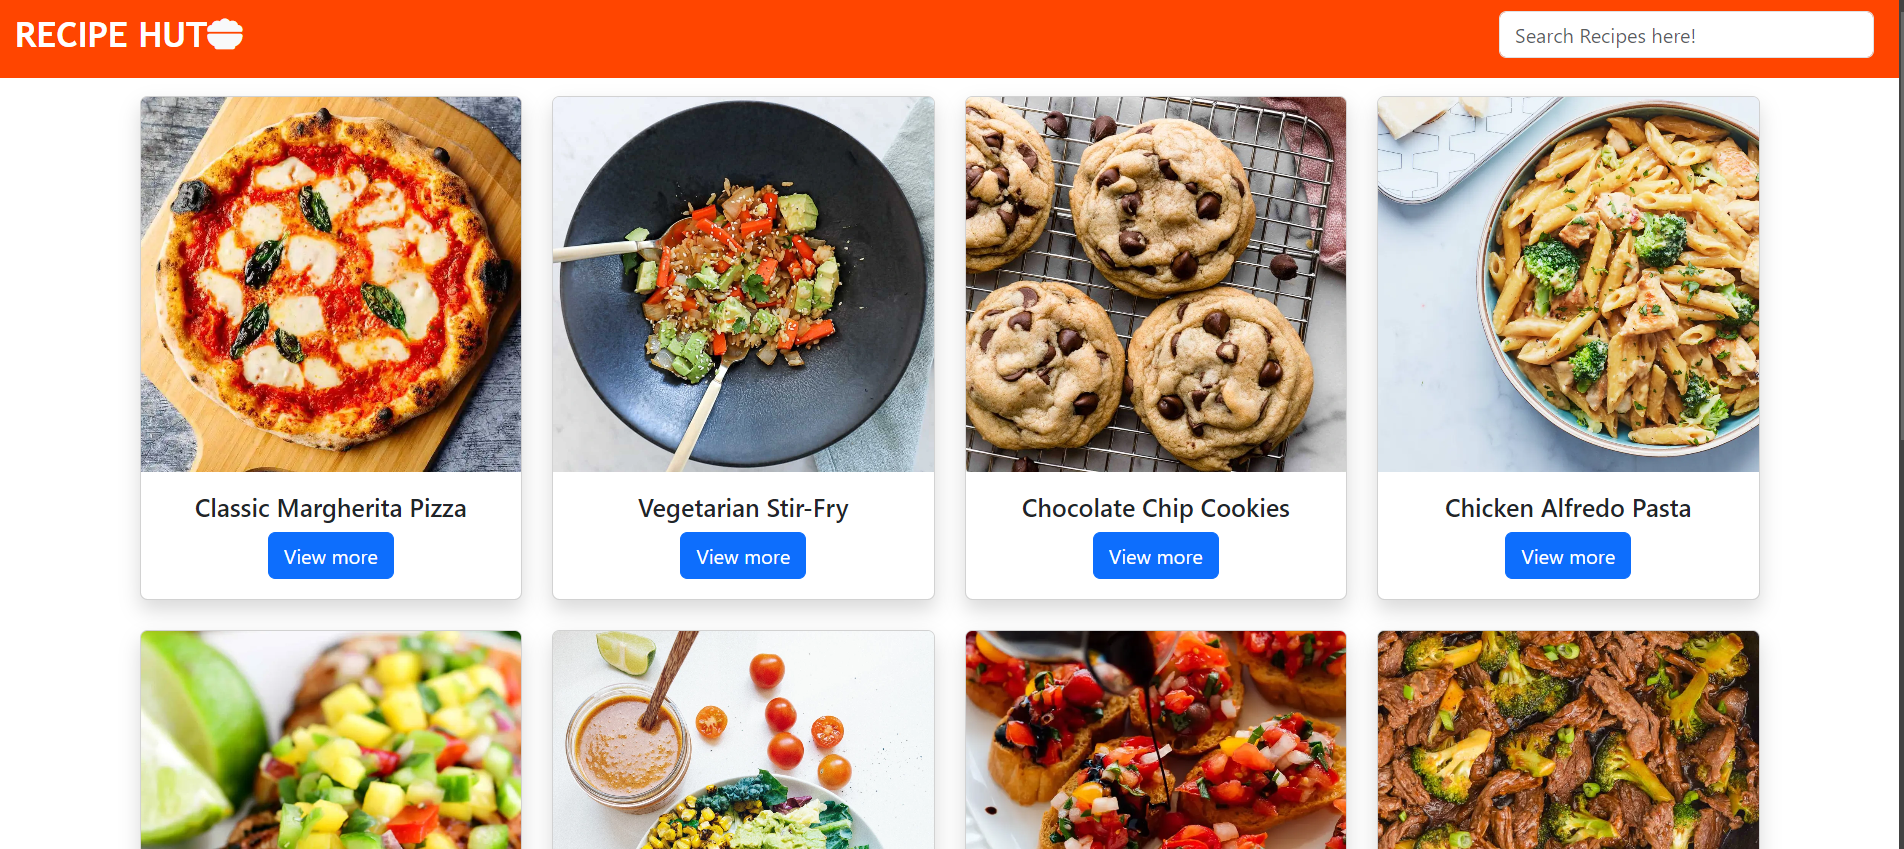 RECIPE HUT
Search Recipes here!
Classic Margherita Pizza
Vegetarian Stir-Fry
Chocolate Chip Cookies
Chicken Alfredo Pasta
View more
View more
View more
View more